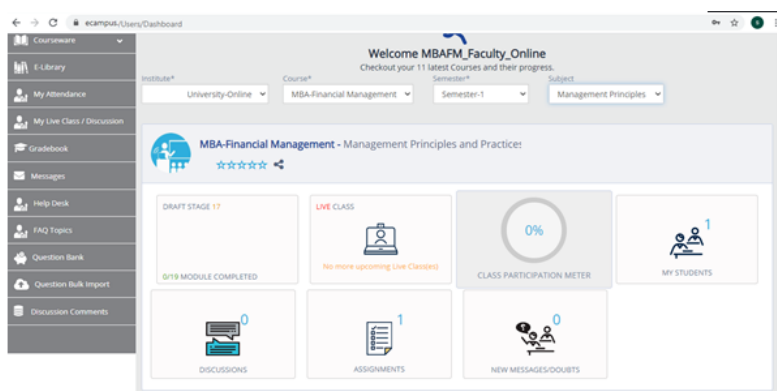 ecampus./Users/Dashboard
Courseware
E-Library
My Attendance
My Live Class / Discussion
Gradebook
Messages
Help Desk
FAQ Topics
Question Bank
Question Bulk Import
Discussion Comments
Welcome MBAFM_Faculty_Online
Checkout your 11 latest Courses and their progress.
Institute* Course* Semester* Subject
University-Online MBA-Financial Management Semester-1 Management Principles
MBA-Financial Management - Management Principles and Practices
DRAFT STAGE 17
0/19 MODULE COMPLETED
LIVE CLASS
No more upcoming Live Class(es)
0%
CLASS PARTICIPATION METER
1
MY STUDENTS
0
DISCUSSIONS
1
ASSIGNMENTS
0
NEW MESSAGES/DOUBTS